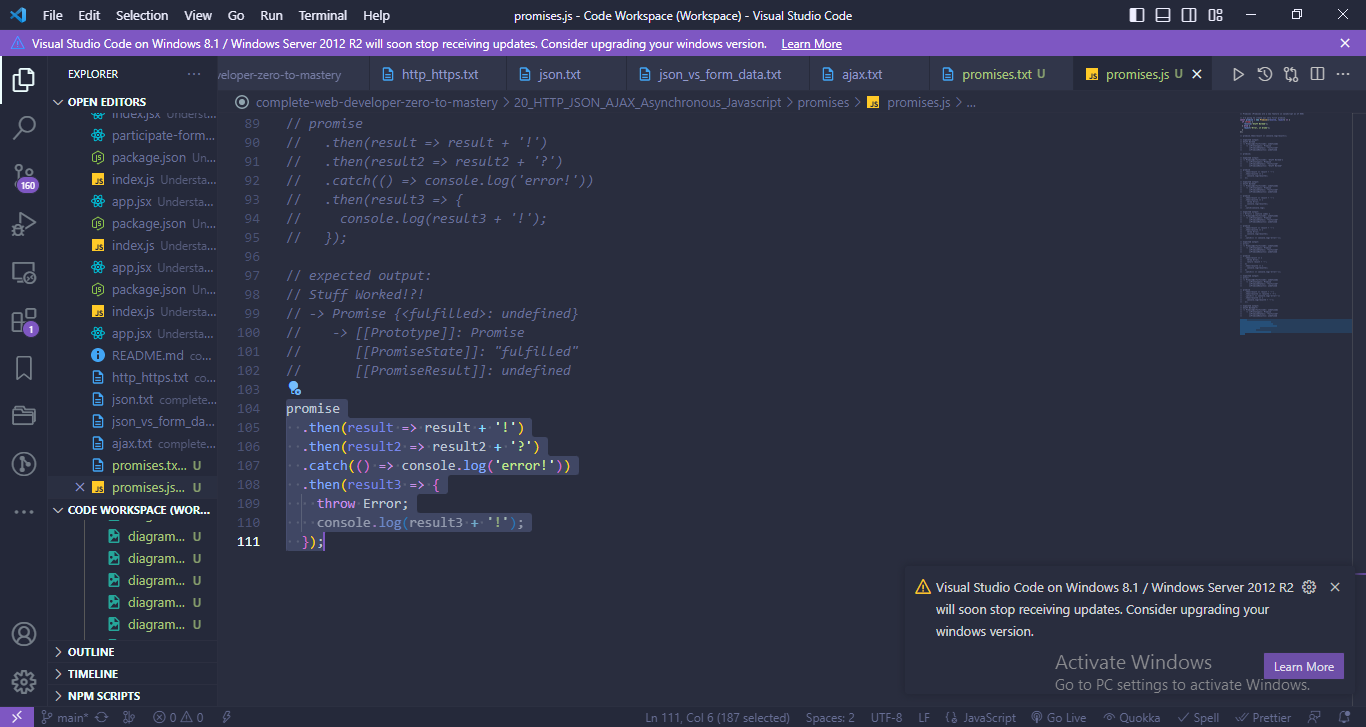 File Edit Selection View Go Run Terminal Help
promises.js - Code Workspace (Workspace) - Visual Studio Code
Visual Studio Code on Windows 8.1 / Windows Server 2012 R2 will soon stop receiving updates. Consider upgrading your windows version. Learn More
EXPLORER
veloper-zero-to-mastery http_https.txt json.txt json_vs_form_data.txt ajax.txt promises.txt U promises.js U
OPEN EDITORS
complete-web-developer-zero-to-mastery > 20_HTTP_JSON_AJAX_Asynchronous_Javascript > promises > promises.js > ...
index.jsx Understa...
participate-form...
package.json Un...
index.js Understa...
app.jsx Understa...
package.json Un...
index.js Understa...
app.jsx Understa...
package.json Un...
index.js Understa...
app.jsx Understa...
README.md co...
http_https.txt co...
json.txt complete...
json_vs_form_da...
ajax.txt complete...
promises.tx... U
promises.js... U
CODE WORKSPACE (WOR...
diagram... U
diagram... U
diagram... U
diagram... U
diagram... U
OUTLINE
TIMELINE
NPM SCRIPTS
160
1
89 // promise
90 //   .then(result => result + '!')
91 //   .then(result2 => result2 + '?')
92 //   .catch(() => console.log('error!'))
93 //   .then(result3 => {
94 //     console.log(result3 + '!');
95 //   });
96
97 // expected output:
98 // Stuff Worked!?!
99 // -> Promise {<fulfilled>: undefined}
100 //    -> [[Prototype]]: Promise
101 //       [[PromiseState]]: "fulfilled"
102 //       [[PromiseResult]]: undefined
103
104 promise
105   .then(result => result + '!')
106   .then(result2 => result2 + '?')
107   .catch(() => console.log('error!'))
108   .then(result3 => {
109     throw Error;
110     console.log(result3 + '!');
111   });
Visual Studio Code on Windows 8.1 / Windows Server 2012 R2
will soon stop receiving updates. Consider upgrading your
windows version.
Learn More
Activate Windows
Go to PC settings to activate Windows.
main* 0 0 Ln 111, Col 6 (187 selected) Spaces: 2 UTF-8 LF {} JavaScript Go Live Quokka Spell Prettier